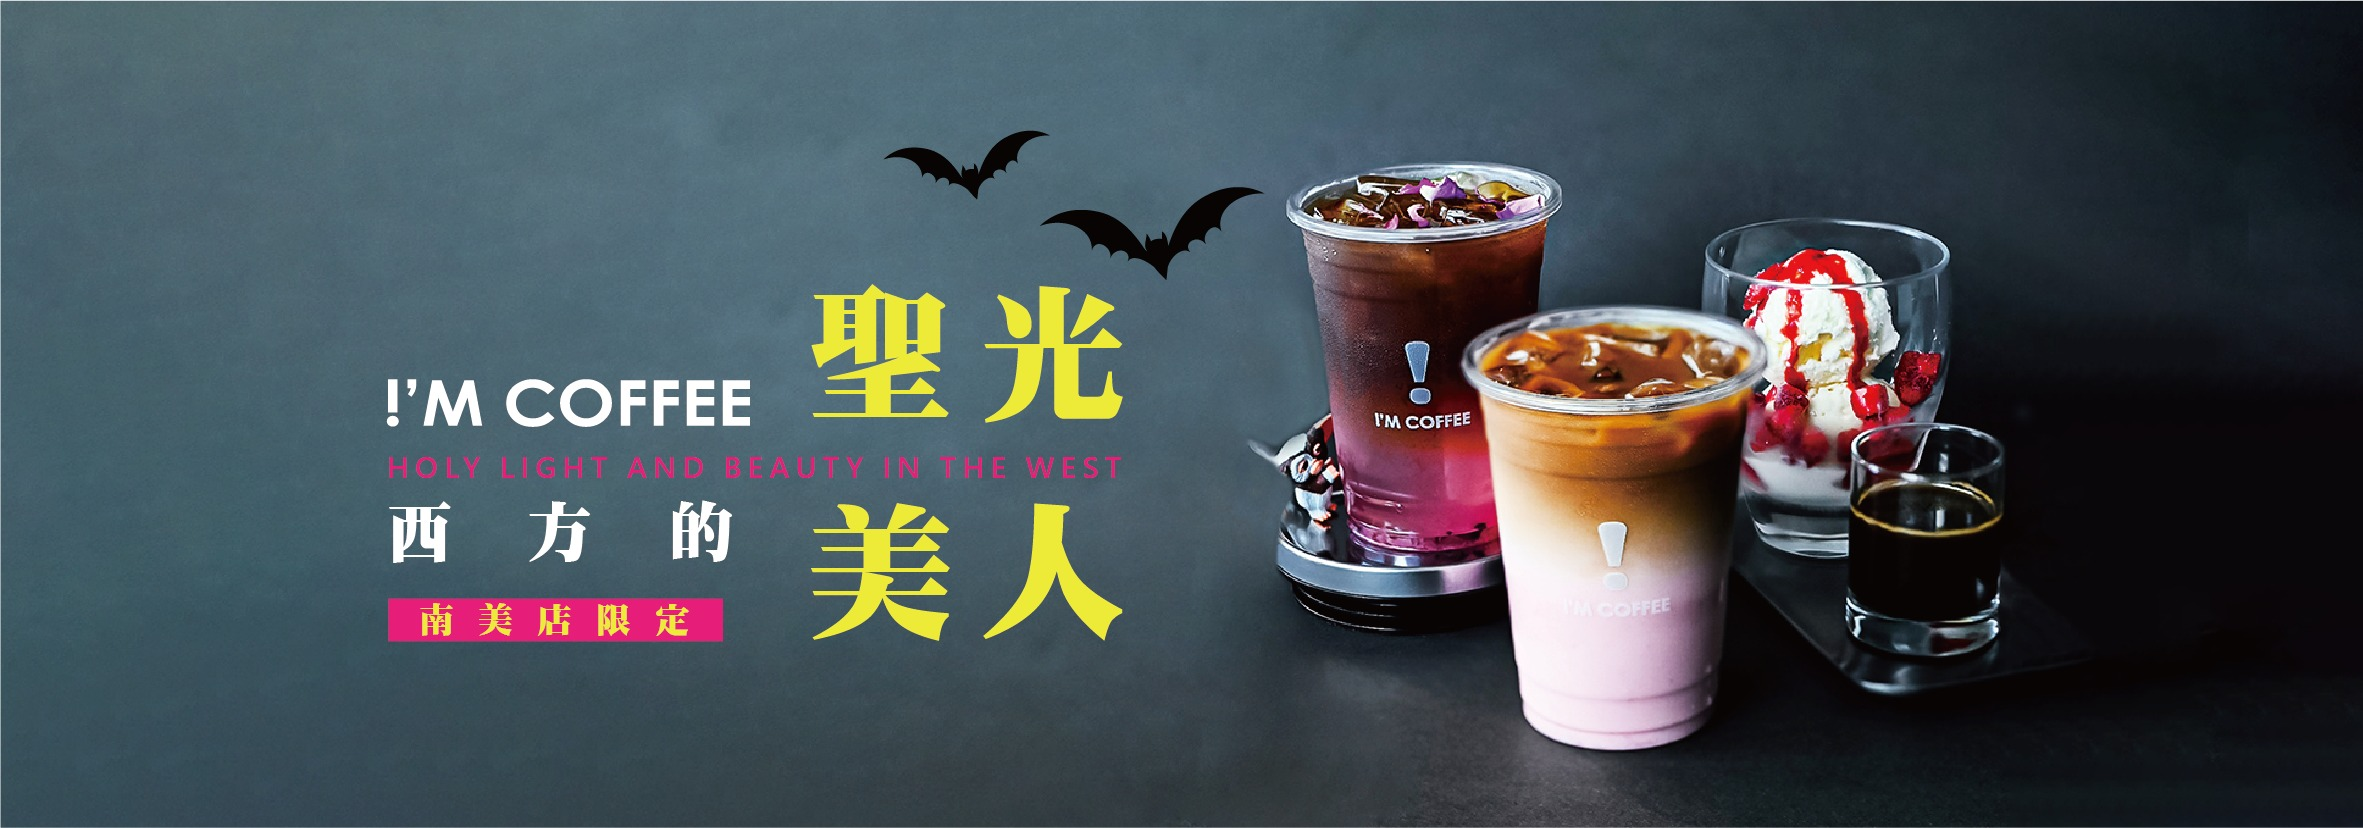 聖光
!'M COFFEE
HOLY LIGHT AND BEAUTY IN THE WEST
西方的
美人
南美店限定
!
I'M COFFEE
!
I'M COFFEE